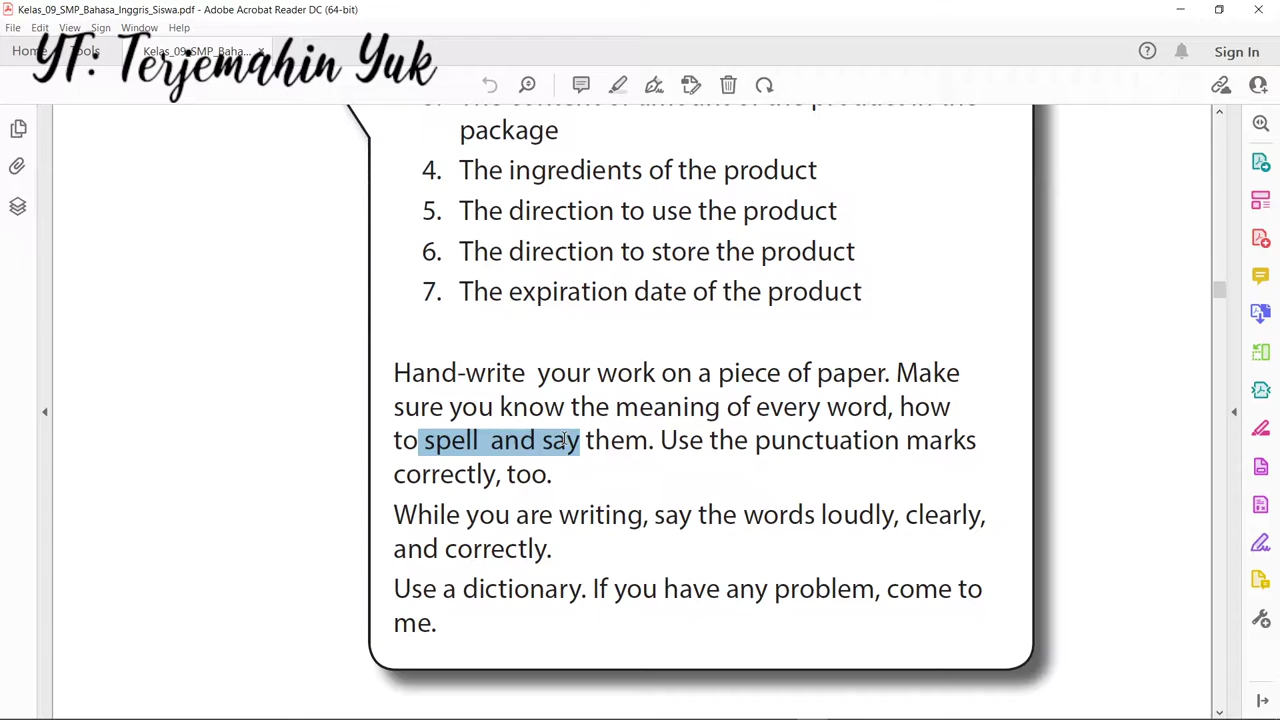 Kelas_09_SMP_Bahasa_Inggris_Siswa.pdf - Adobe Acrobat Reader DC (64-bit)
File Edit View Sign Window Help
Home Tools Kelas_09_SMP_Baha... × Sign In
YT: Terjemahin Yuk
package
4. The ingredients of the product
5. The direction to use the product
6. The direction to store the product
7. The expiration date of the product
Hand-write your work on a piece of paper. Make
sure you know the meaning of every word, how
to spell and say them. Use the punctuation marks
correctly, too.
While you are writing, say the words loudly, clearly,
and correctly.
Use a dictionary. If you have any problem, come to
me.